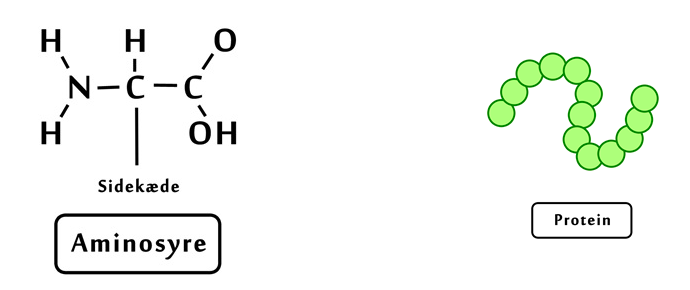 H H O
N C C
H OH
Sidekæde
Aminosyre
Protein